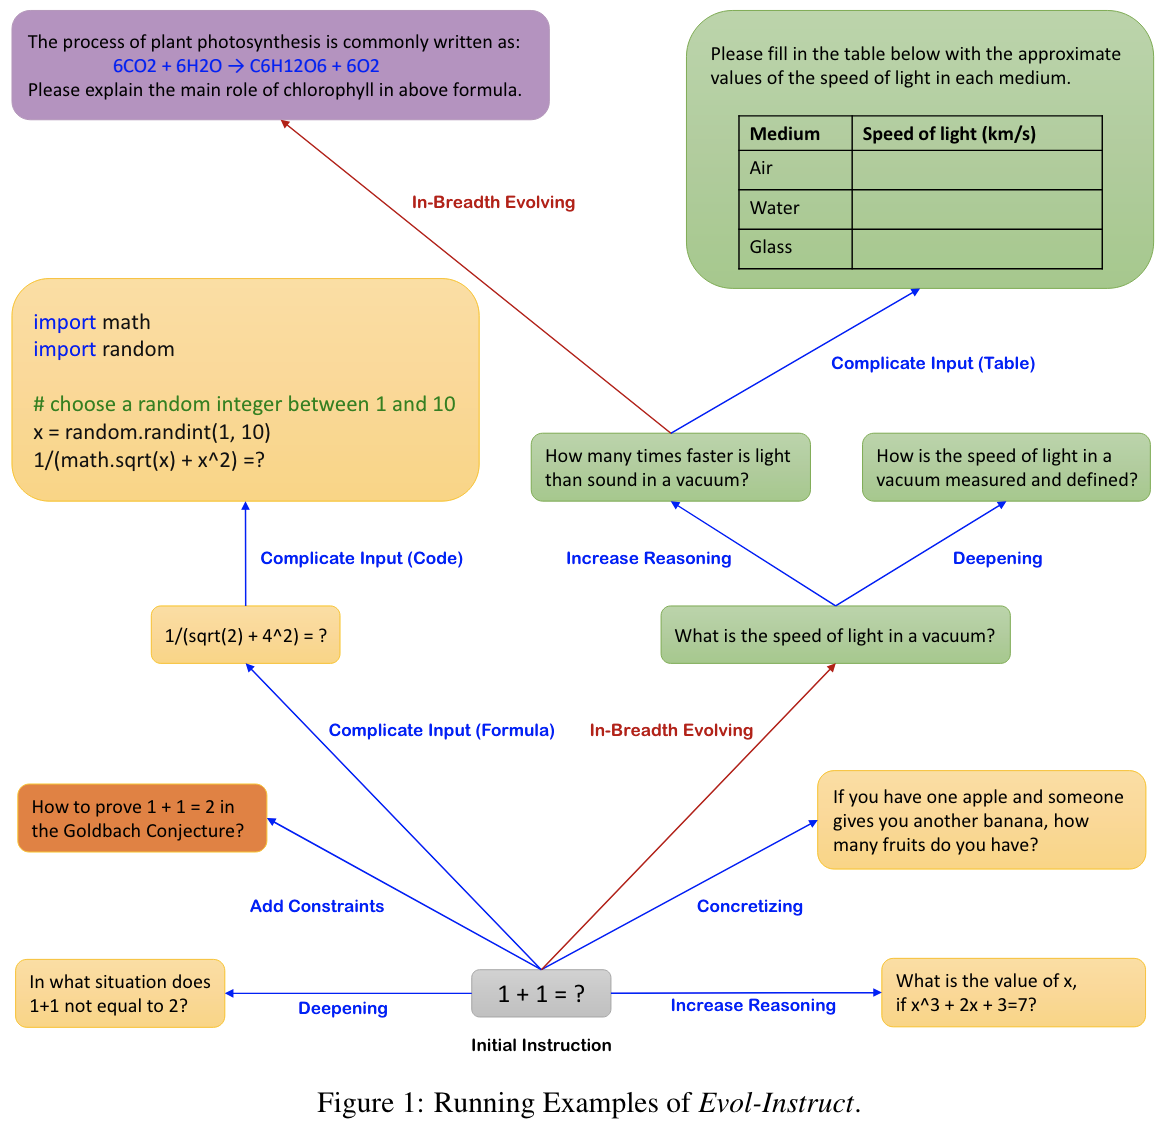 The process of plant photosynthesis is commonly written as:
6CO2 + 6H2O → C6H12O6 + 6O2
Please explain the main role of chlorophyll in above formula.
Please fill in the table below with the approximate
values of the speed of light in each medium.
Medium Speed of light (km/s)
Air
Water
Glass
In-Breadth Evolving
import math
import random
# choose a random integer between 1 and 10
x = random.randint(1, 10)
1/(math.sqrt(x) + x^2) =?
Complicate Input (Table)
How many times faster is light
than sound in a vacuum?
How is the speed of light in a
vacuum measured and defined?
Complicate Input (Code)
Increase Reasoning
Deepening
1/(sqrt(2) + 4^2) = ?
What is the speed of light in a vacuum?
Complicate Input (Formula)
In-Breadth Evolving
How to prove 1 + 1 = 2 in
the Goldbach Conjecture?
If you have one apple and someone
gives you another banana, how
many fruits do you have?
Add Constraints
Concretizing
In what situation does
1+1 not equal to 2?
Deepening
1 + 1 = ?
Increase Reasoning
What is the value of x,
if x^3 + 2x + 3=7?
Initial Instruction
Figure 1: Running Examples of Evol-Instruct.